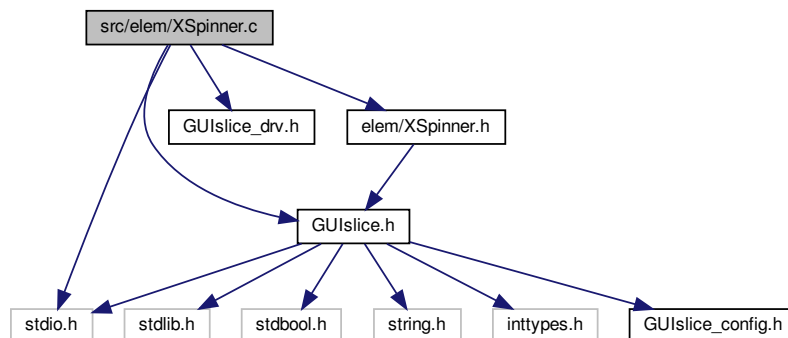 src/elem/XSpinner.c
GUIslice_drv.h
elem/XSpinner.h
GUIslice.h
stdio.h
stdlib.h
stdbool.h
string.h
inttypes.h
GUIslice_config.h